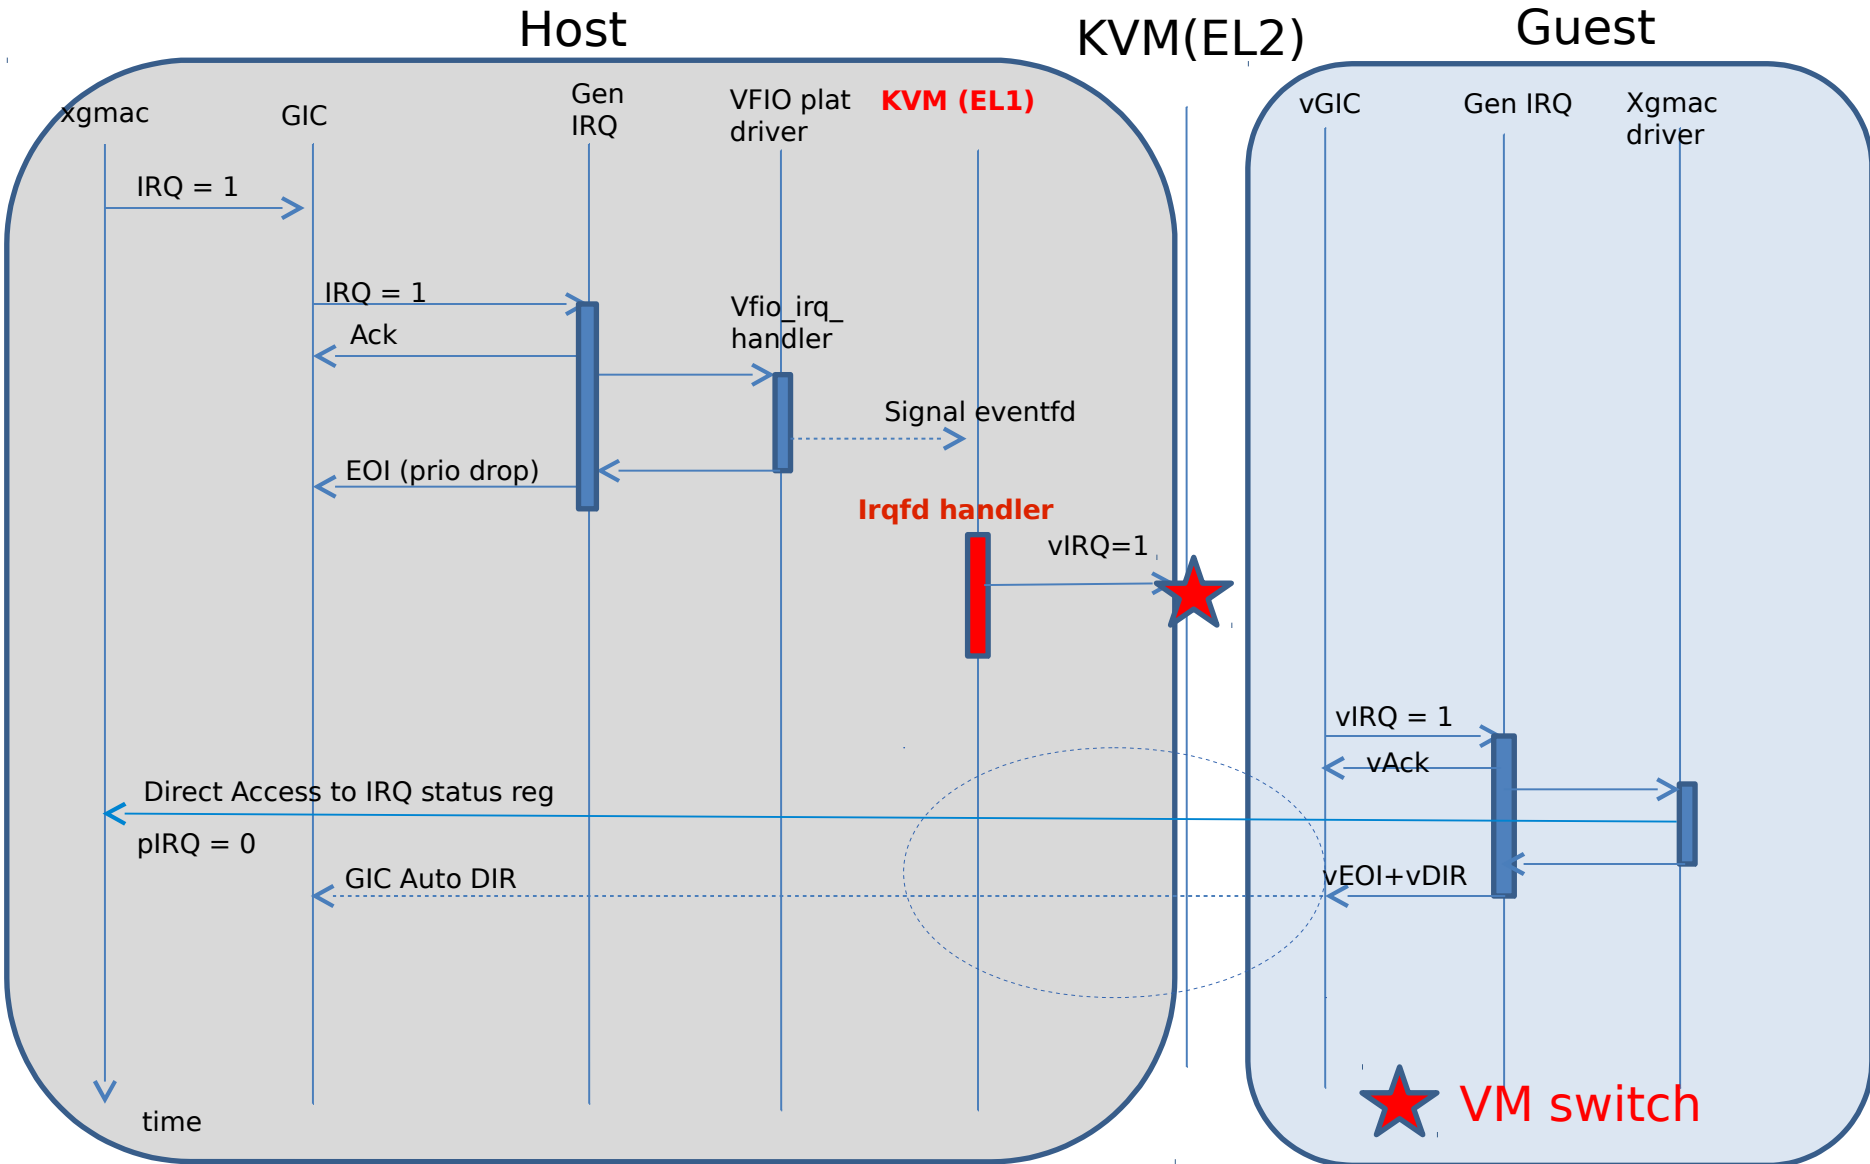 Host
KVM(EL2)
Guest
xgmac
GIC
Gen
IRQ
VFIO plat
driver
KVM (EL1)
vGIC
Gen IRQ
Xgmac
driver
IRQ = 1
IRQ = 1
Ack
Vfio_irq_
handler
Signal eventfd
EOI (prio drop)
Irqfd handler
vIRQ=1
vIRQ = 1
vAck
Direct Access to IRQ status reg
pIRQ = 0
GIC Auto DIR
vEOI+vDIR
time
VM switch